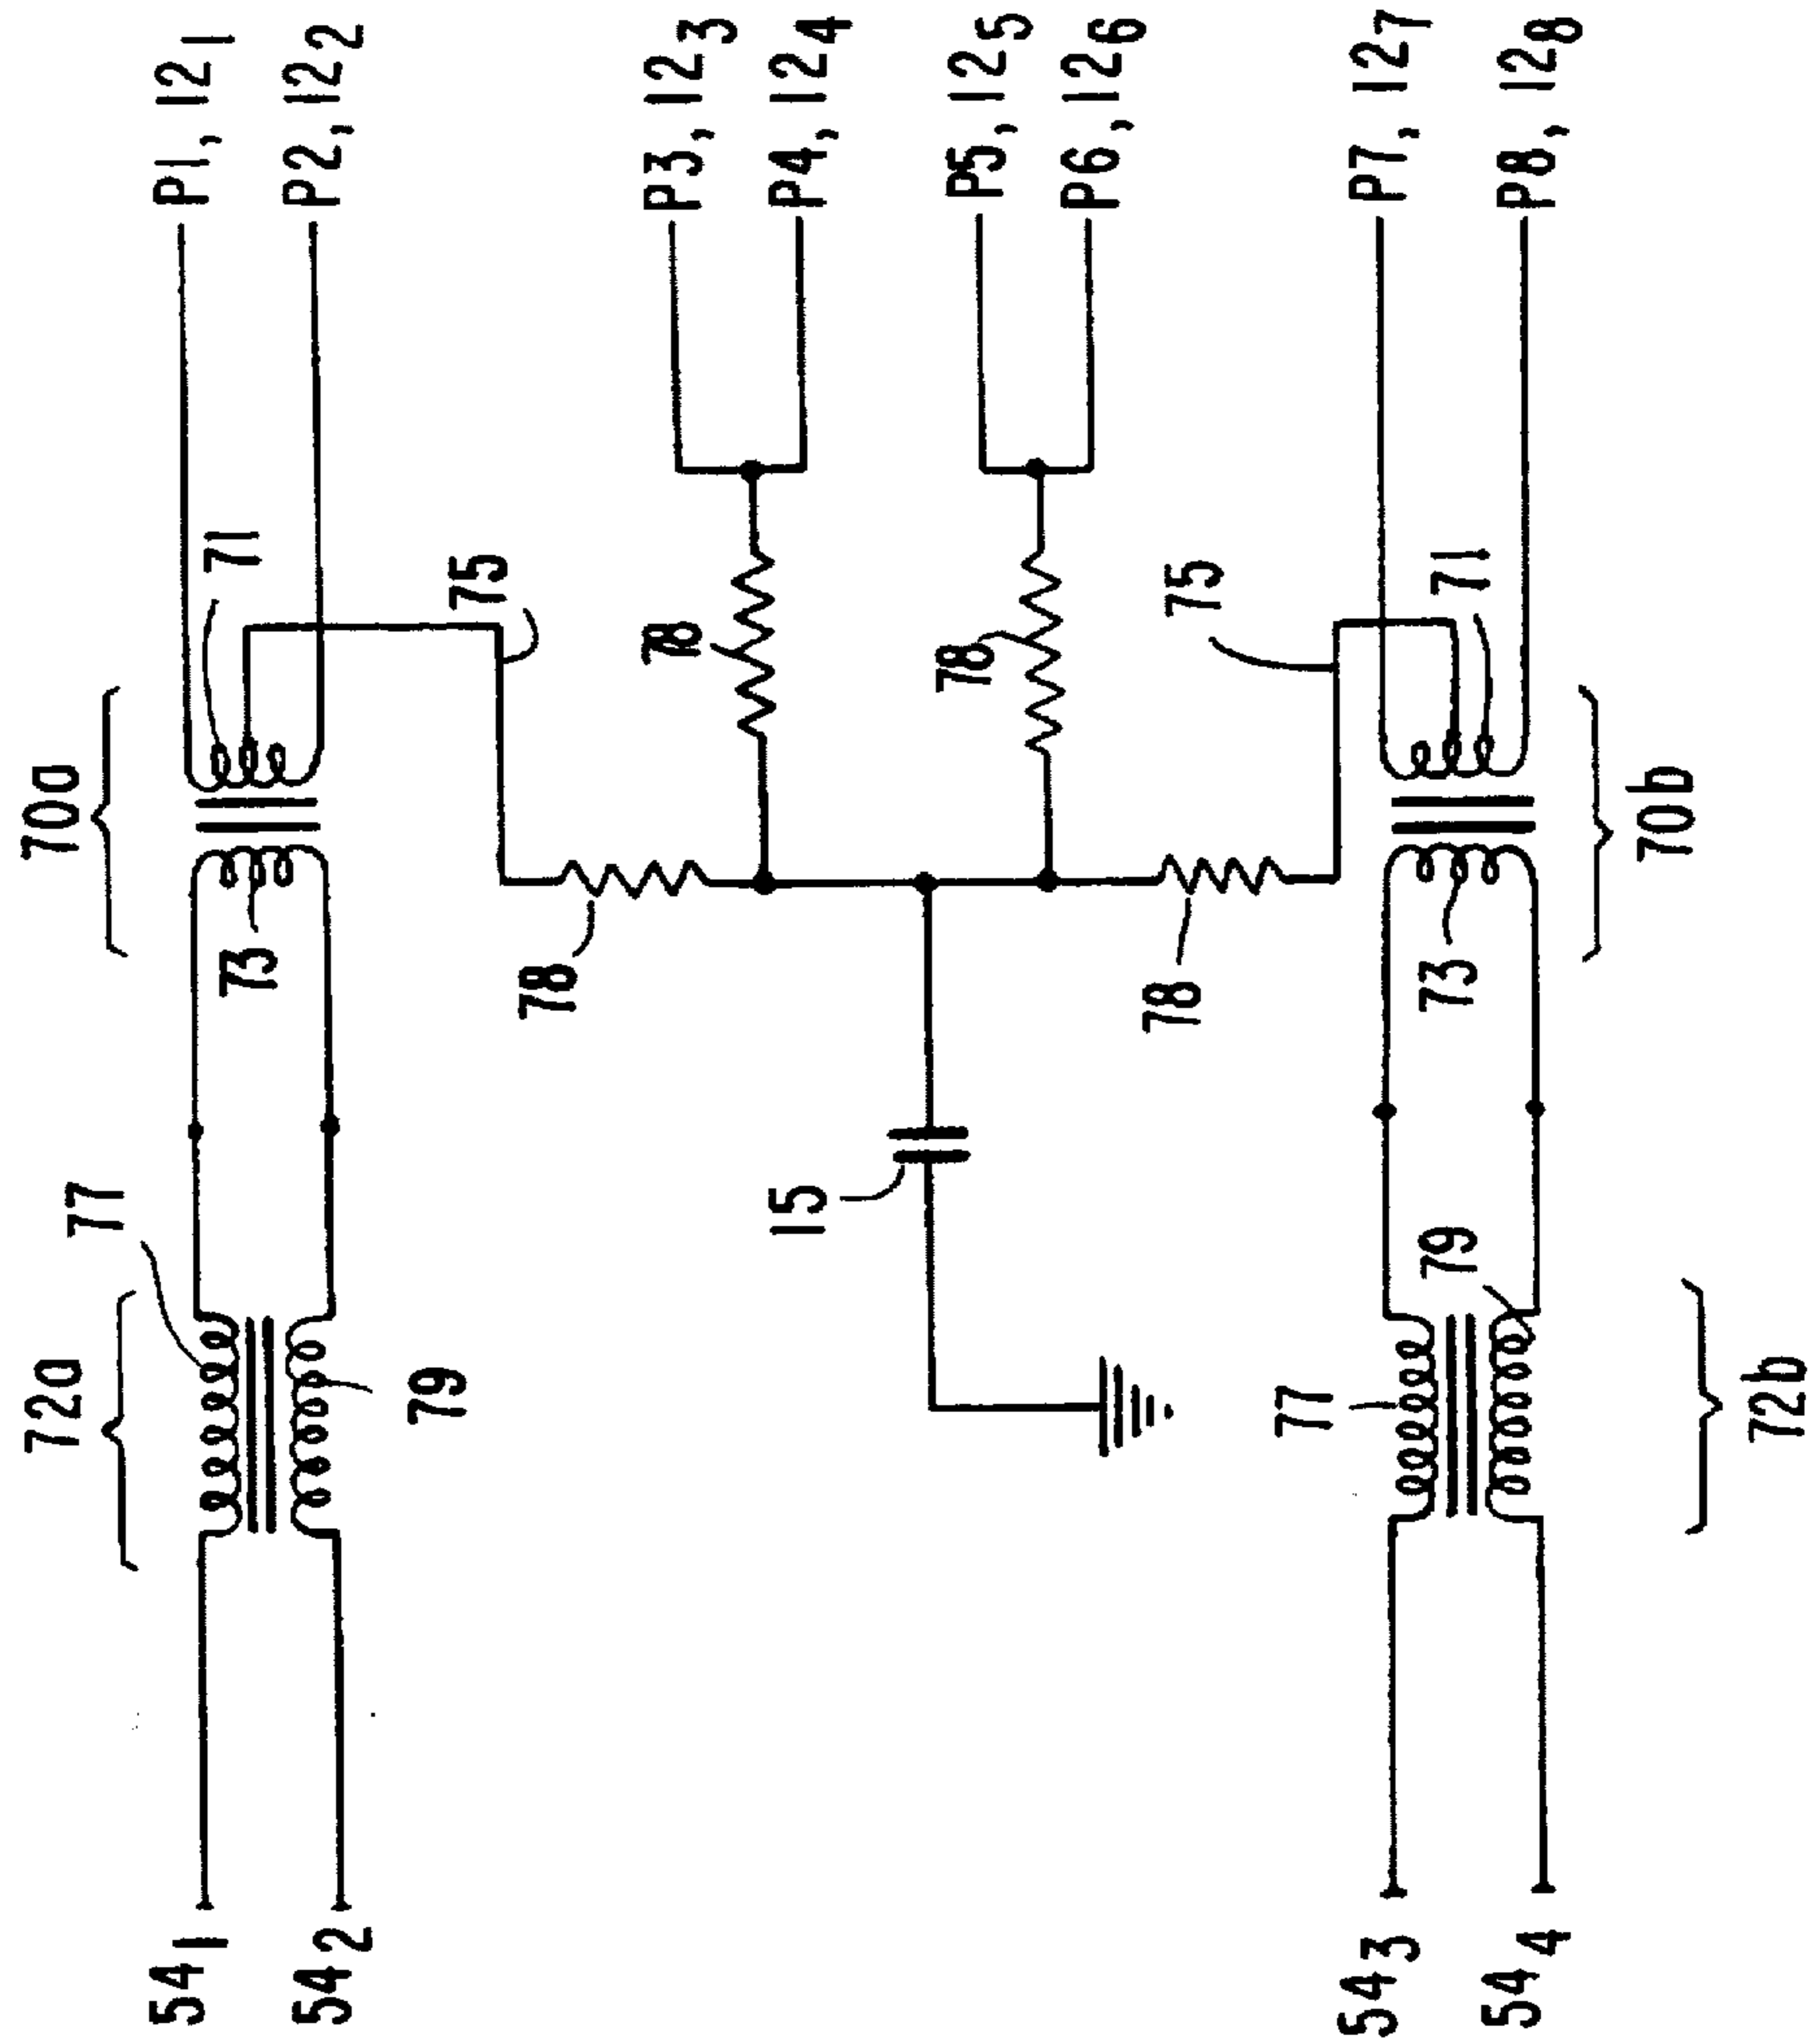 P1, 12₁
P2, 12₂
P3, 12₃
P4, 12₄
P5, 12₅
P6, 12₆
P7, 12₇
P8, 12₈
70a
71
75
78
78
75
71
70b
73
78
78
73
72a
77
79
15
77
79
72b
54₁
54₂
54₃
54₄